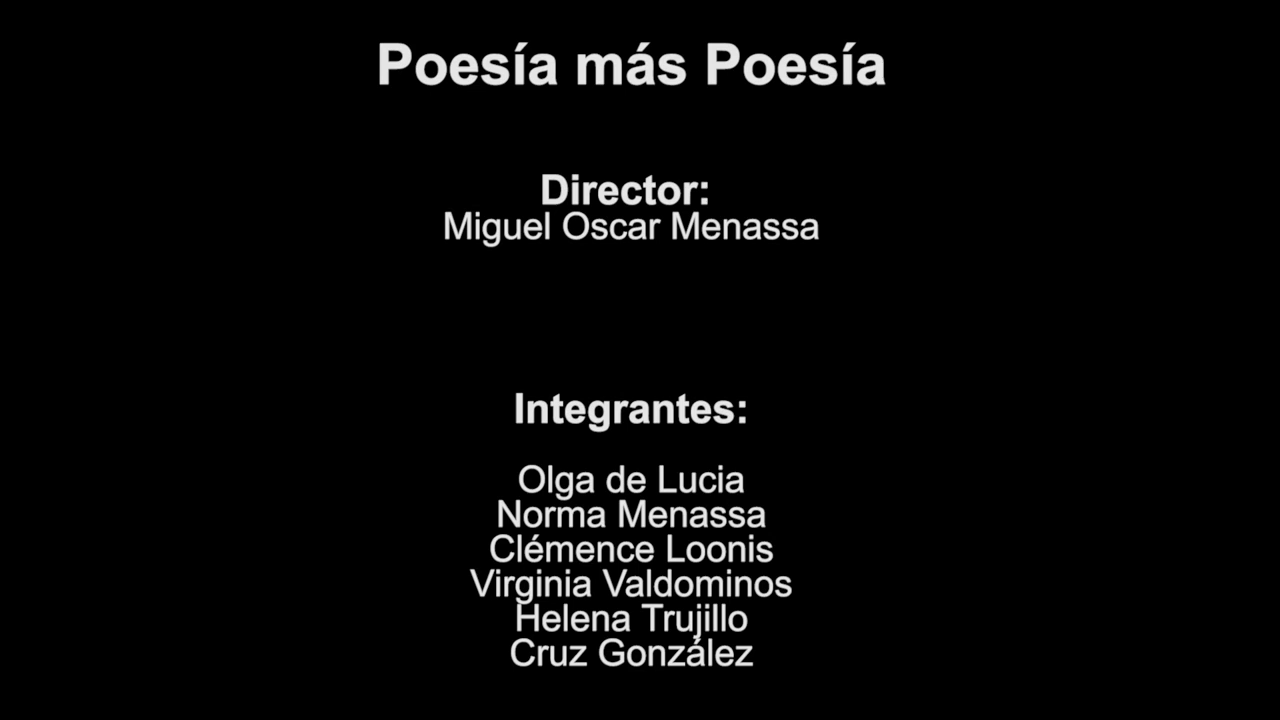 Poesía más Poesía
Director:
Miguel Oscar Menassa
Integrantes:
Olga de Lucia
Norma Menassa
Clémence Loonis
Virginia Valdominos
Helena Trujillo
Cruz González